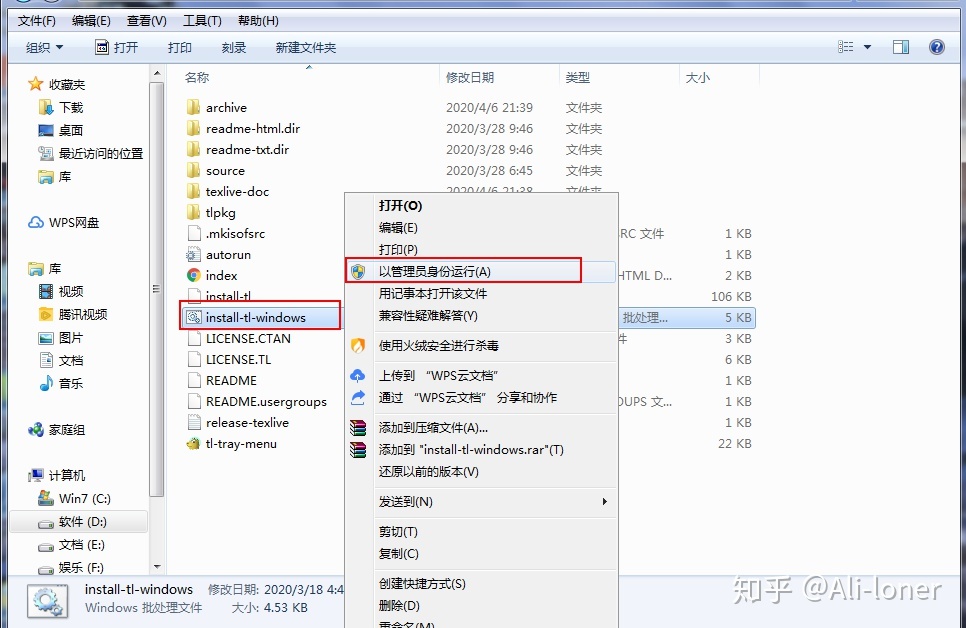 文件(F) 编辑(E) 查看(V) 工具(T) 帮助(H)
组织 打开 打印 刻录 新建文件夹
名称 修改日期 类型 大小
收藏夹
下载
桌面
最近访问的位置
库
WPS网盘
库
视频
腾讯视频
图片
文档
音乐
家庭组
计算机
Win7 (C:)
软件 (D:)
文档 (E:)
娱乐 (F:)
archive 2020/4/6 21:39 文件夹
readme-html.dir 2020/3/28 9:46 文件夹
readme-txt.dir 2020/3/28 9:46 文件夹
source 2020/3/28 6:45 文件夹
texlive-doc 2020/4/6 21:38 文件夹
tlpkg
.mkisofsrc RC 文件 1 KB
autorun 1 KB
index HTML D... 2 KB
install-tl 106 KB
install-tl-windows 批处理... 5 KB
LICENSE.CTAN 件 3 KB
LICENSE.TL 6 KB
README 1 KB
README.usergroups OUPS 文... 1 KB
release-texlive 1 KB
tl-tray-menu 22 KB
打开(O)
编辑(E)
打印(P)
以管理员身份运行(A)
用记事本打开该文件
兼容性疑难解答(Y)
使用火绒安全进行杀毒
上传到 “WPS云文档”
通过 “WPS云文档” 分享和协作
添加到压缩文件(A)...
添加到 "install-tl-windows.rar"(T)
还原以前的版本(V)
发送到(N)
剪切(T)
复制(C)
创建快捷方式(S)
删除(D)
重命名(M)
install-tl-windows 修改日期: 2020/3/18 4:4
Windows 批处理文件 大小: 4.53 KB
知乎 @Ali-loner